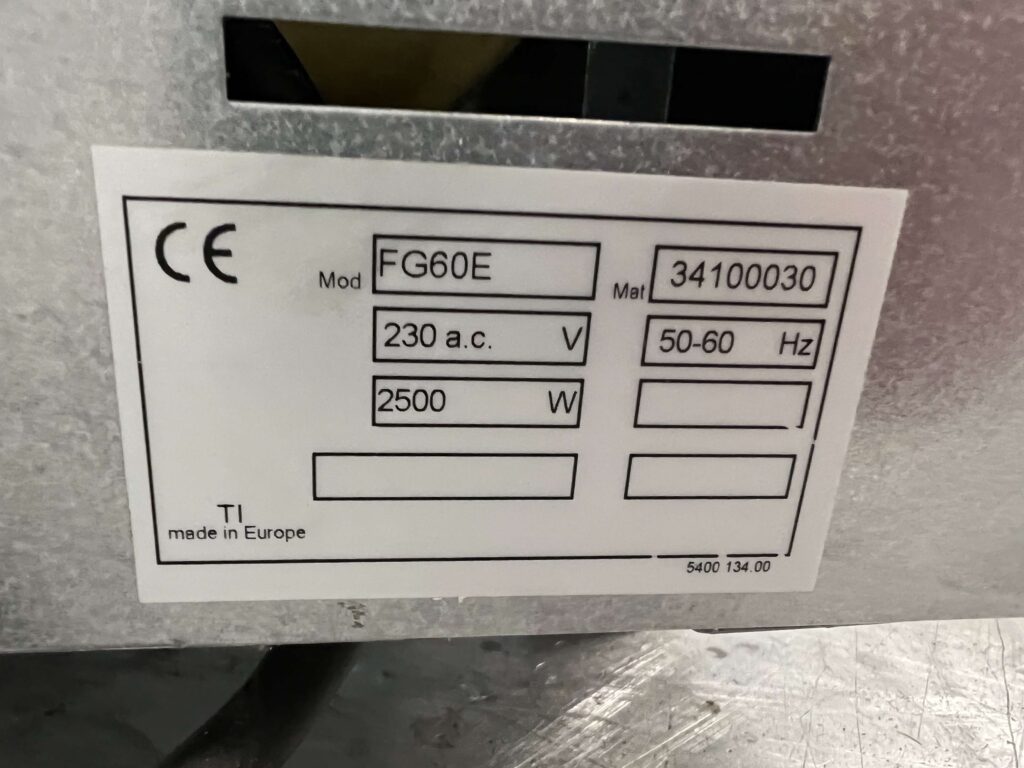 CE
Mod FG60E Mat 34100030
230 a.c. V 50-60 Hz
2500 W
TI
made in Europe
5400 134.00